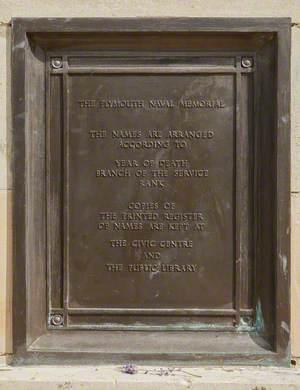 THE PLYMOUTH NAVAL MEMORIAL
THE NAMES ARE ARRANGED
ACCORDING TO
YEAR OF DEATH
BRANCH OF THE SERVICE
RANK
COPIES OF
THE PRINTED REGISTER
OF NAMES ARE KEPT AT
THE CIVIC CENTRE
AND
THE PUBLIC LIBRARY